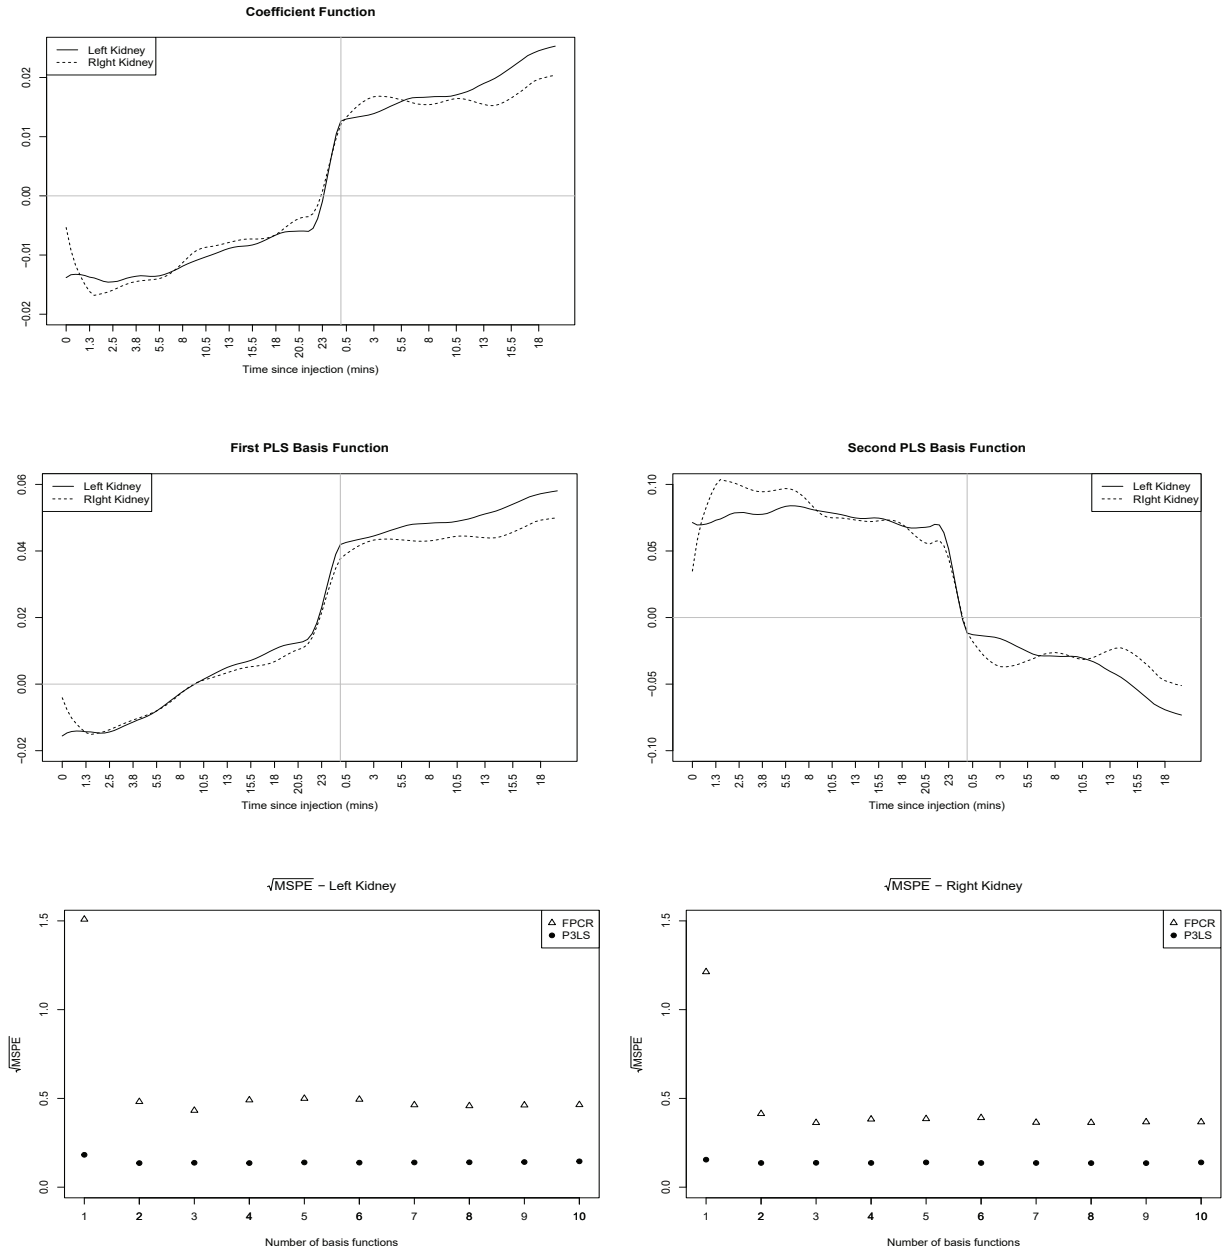 Coefficient Function
Left Kidney
RIght Kidney
0.02
0.01
0.00
−0.01
−0.02
0 1.3 2.5 3.8 5.5 8 10.5 13 15.5 18 20.5 23 0.5 3 5.5 8 10.5 13 15.5 18
Time since injection (mins)
First PLS Basis Function
Left Kidney
RIght Kidney
0.06
0.04
0.02
0.00
−0.02
0 1.3 2.5 3.8 5.5 8 10.5 13 15.5 18 20.5 23 0.5 3 5.5 8 10.5 13 15.5 18
Time since injection (mins)
Second PLS Basis Function
Left Kidney
RIght Kidney
0.10
0.05
0.00
−0.05
−0.10
0 1.3 2.5 3.8 5.5 8 10.5 13 15.5 18 20.5 23 0.5 3 5.5 8 10.5 13 15.5 18
Time since injection (mins)
√MSPE − Left Kidney
FPCR
P3LS
1.5
1.0
0.5
0.0
√MSPE
1 2 3 4 5 6 7 8 9 10
Number of basis functions
√MSPE − Right Kidney
FPCR
P3LS
1.5
1.0
0.5
0.0
√MSPE
1 2 3 4 5 6 7 8 9 10
Number of basis functions